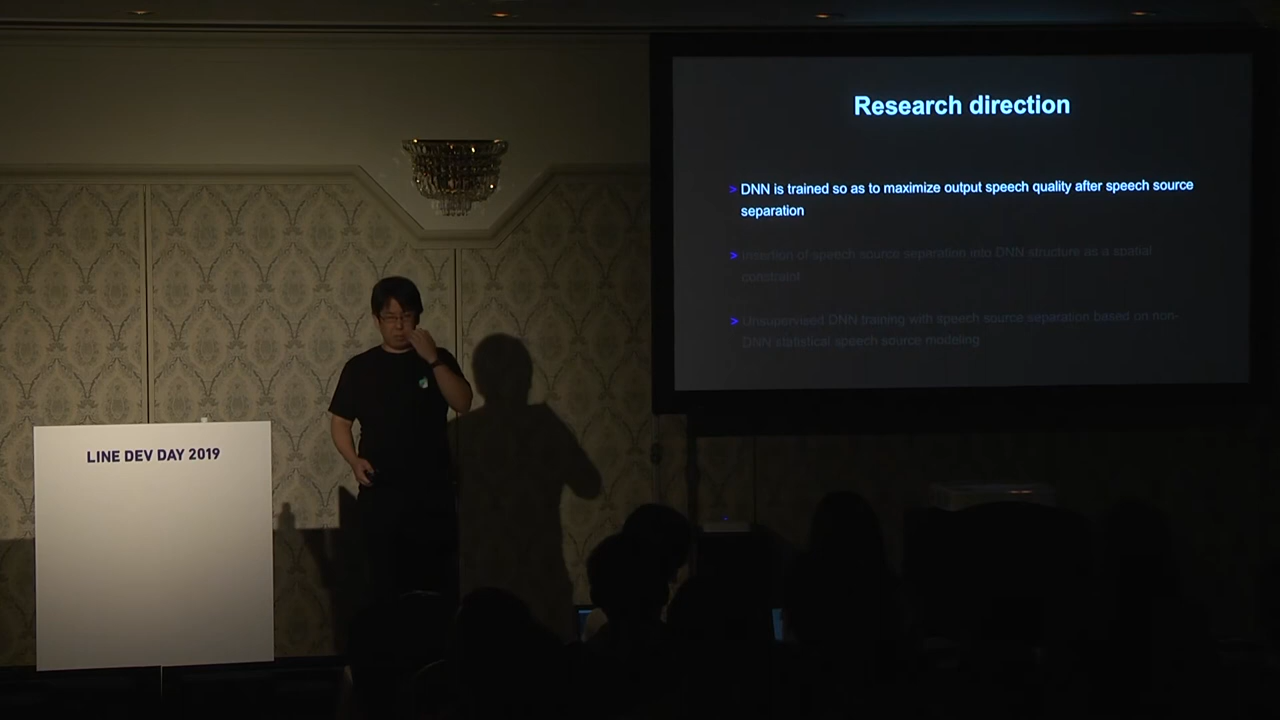 Research direction
> DNN is trained so as to maximize output speech quality after speech source
separation
> Insertion of speech source separation into DNN structure as a spatial
constraint
> Unsupervised DNN training with speech source separation based on non-
DNN statistical speech source modeling
LINE DEV DAY 2019